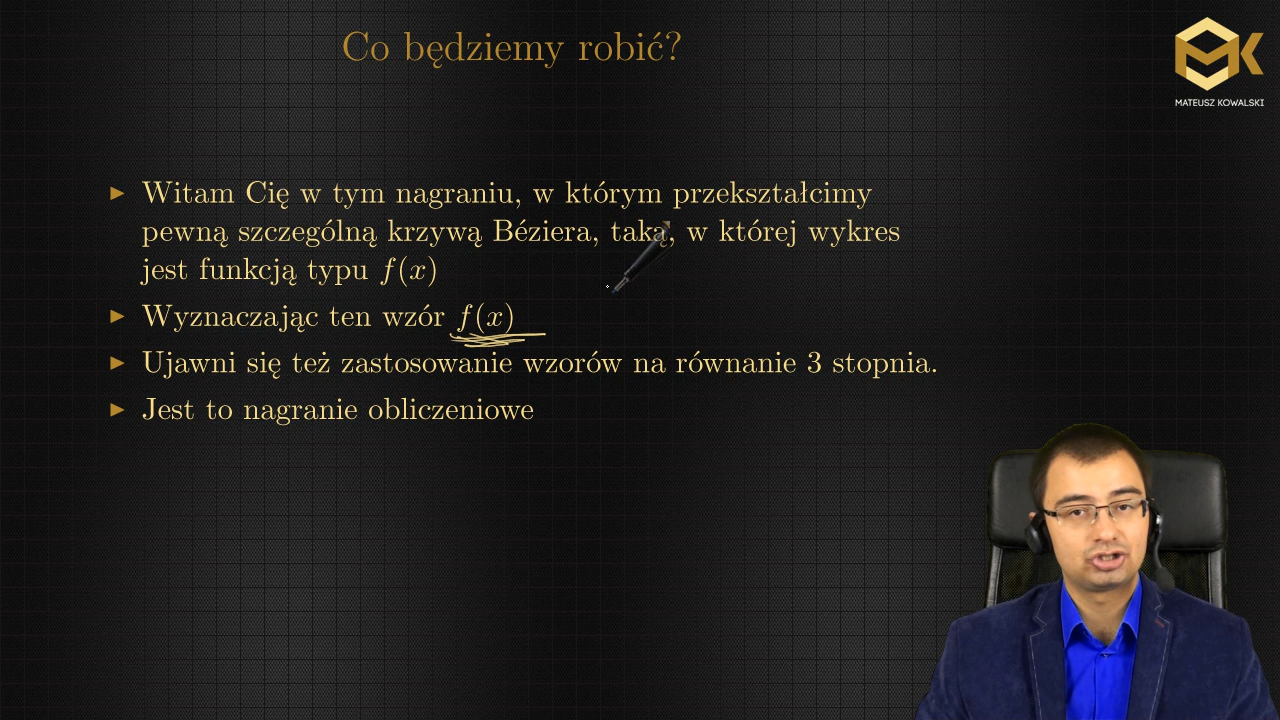 Co będziemy robić?
MATEUSZ KOWALSKI
Witam Cię w tym nagraniu, w którym przekształcimy
pewną szczególną krzywą Béziera, taką, w której wykres
jest funkcją typu f(x)
Wyznaczając ten wzór f(x)
Ujawni się też zastosowanie wzorów na równanie 3 stopnia.
Jest to nagranie obliczeniowe